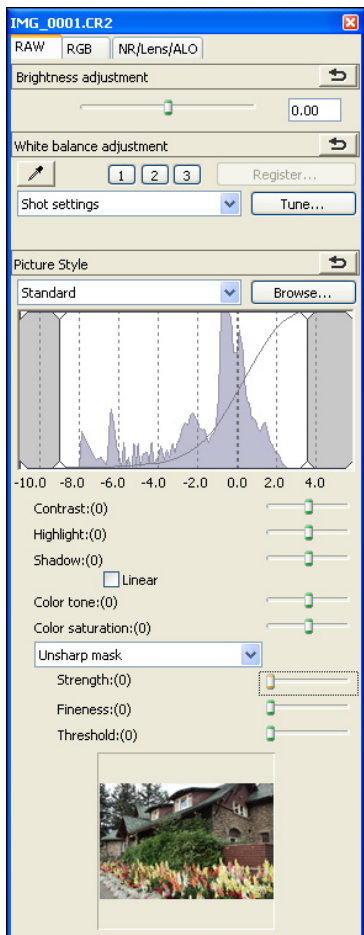 IMG_0001.CR2
RAW RGB NR/Lens/ALO
Brightness adjustment
0.00
White balance adjustment
1 2 3 Register...
Shot settings Tune...
Picture Style
Standard Browse...
-10.0 -8.0 -6.0 -4.0 -2.0 0.0 2.0 4.0
Contrast:(0)
Highlight:(0)
Shadow:(0)
Linear
Color tone:(0)
Color saturation:(0)
Unsharp mask
Strength:(0)
Fineness:(0)
Threshold:(0)